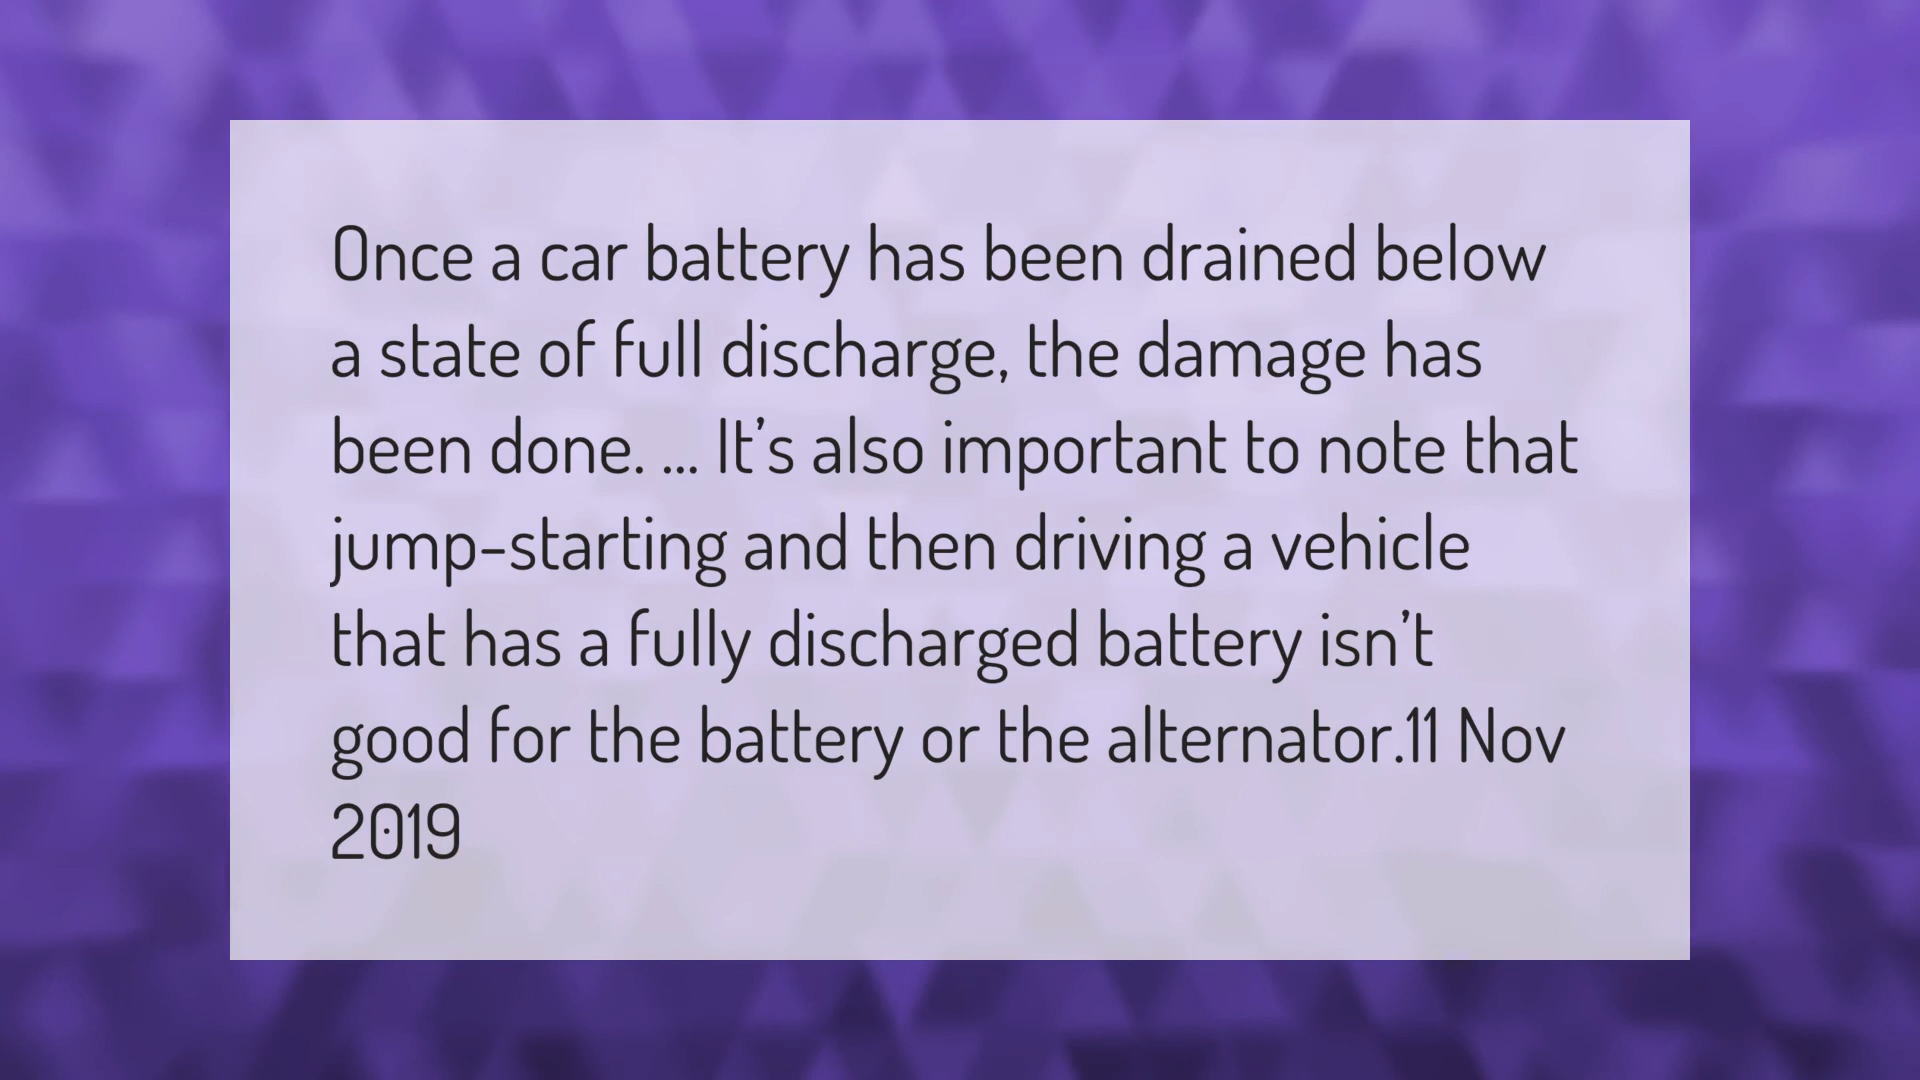 Once a car battery has been drained below
a state of full discharge, the damage has
been done. ... It’s also important to note that
jump-starting and then driving a vehicle
that has a fully discharged battery isn’t
good for the battery or the alternator.11 Nov
2019